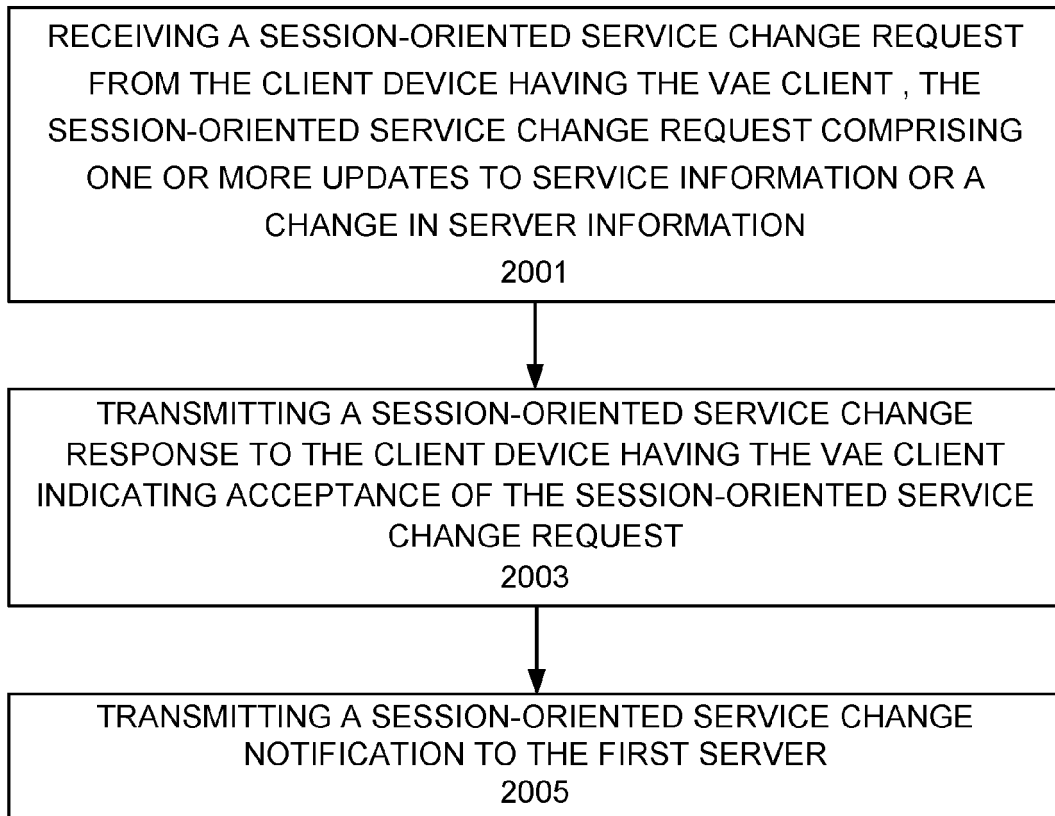 RECEIVING A SESSION-ORIENTED SERVICE CHANGE REQUEST
FROM THE CLIENT DEVICE HAVING THE VAE CLIENT , THE
SESSION-ORIENTED SERVICE CHANGE REQUEST COMPRISING
ONE OR MORE UPDATES TO SERVICE INFORMATION OR A
CHANGE IN SERVER INFORMATION
2001
TRANSMITTING A SESSION-ORIENTED SERVICE CHANGE
RESPONSE TO THE CLIENT DEVICE HAVING THE VAE CLIENT
INDICATING ACCEPTANCE OF THE SESSION-ORIENTED SERVICE
CHANGE REQUEST
2003
TRANSMITTING A SESSION-ORIENTED SERVICE CHANGE
NOTIFICATION TO THE FIRST SERVER
2005